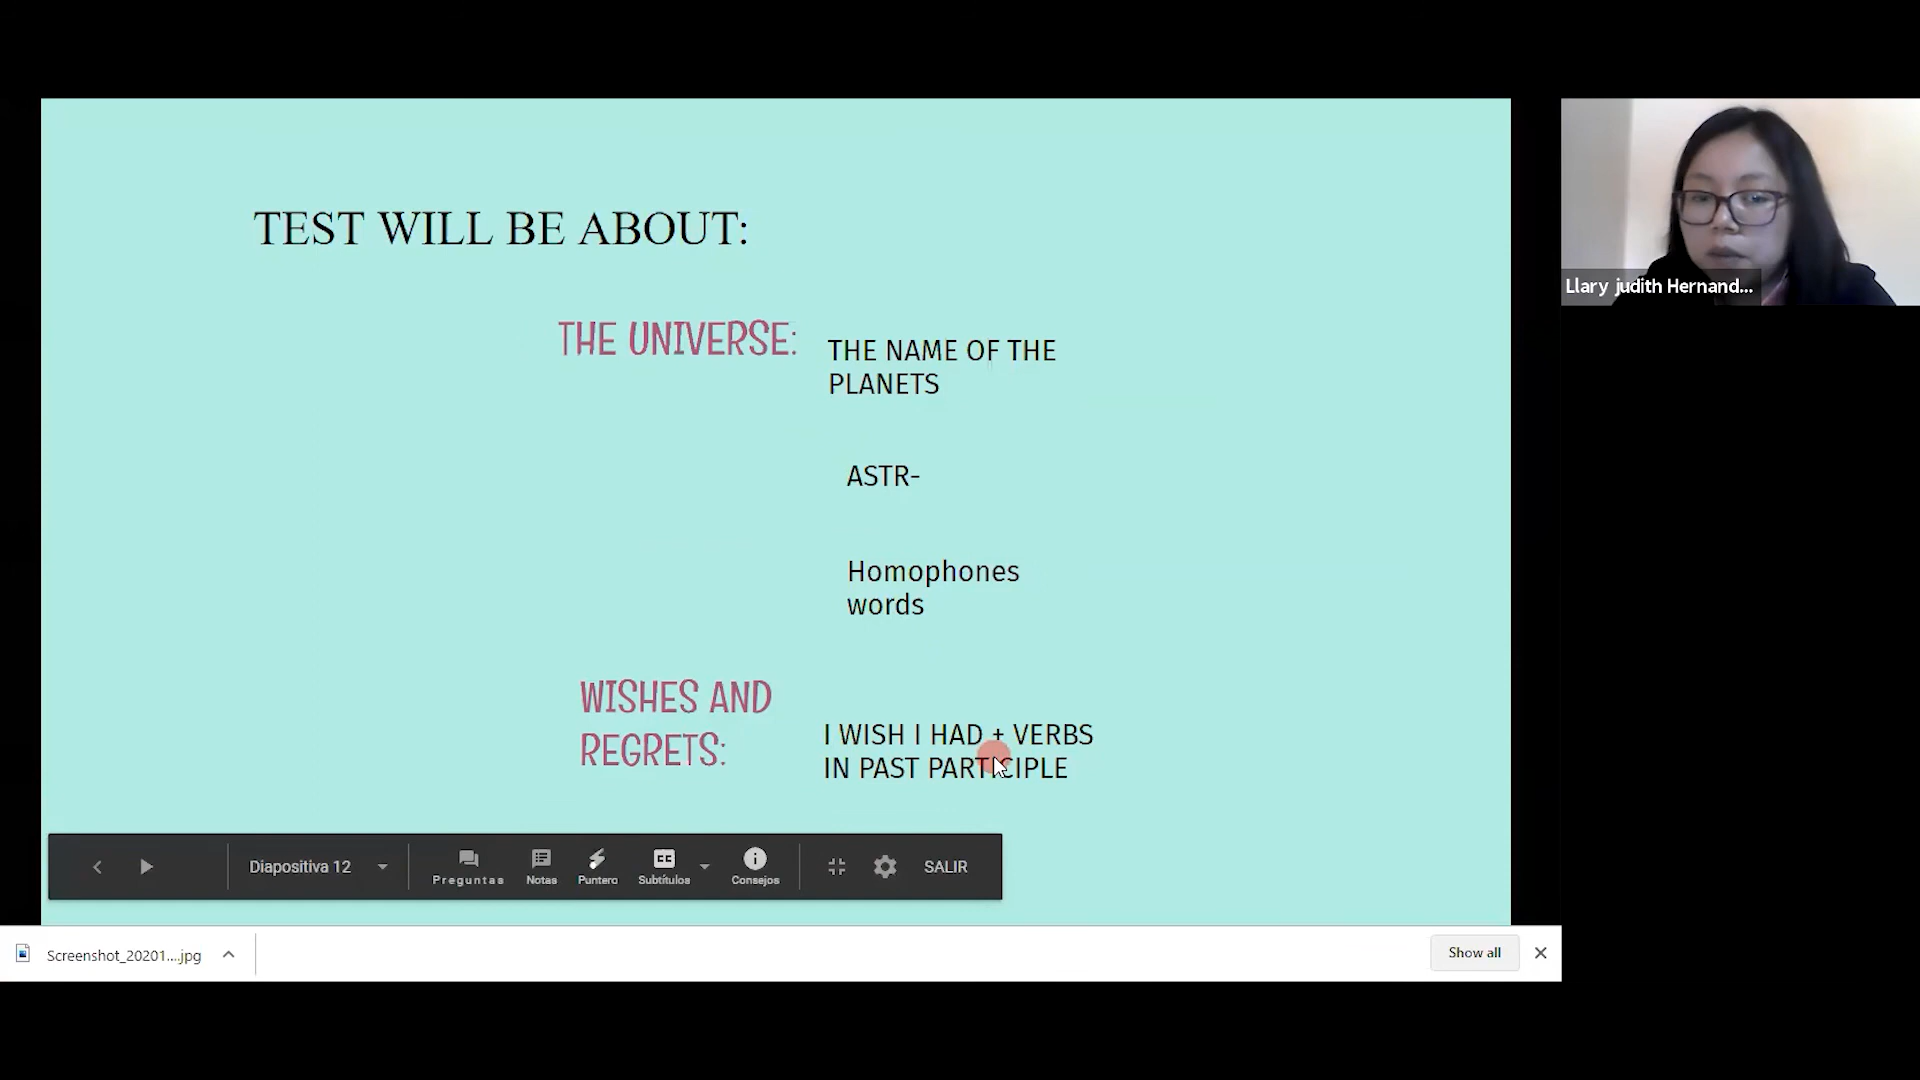 TEST WILL BE ABOUT:
THE UNIVERSE:
THE NAME OF THE
PLANETS
ASTR-
Homophones
words
WISHES AND
REGRETS:
I WISH I HAD + VERBS
IN PAST PARTICIPLE
Diapositiva 12
Preguntas
Notas
Puntero
CC
Subtítulos
Consejos
SALIR
Screenshot_20201....jpg
Show all
Llary judith Hernand...